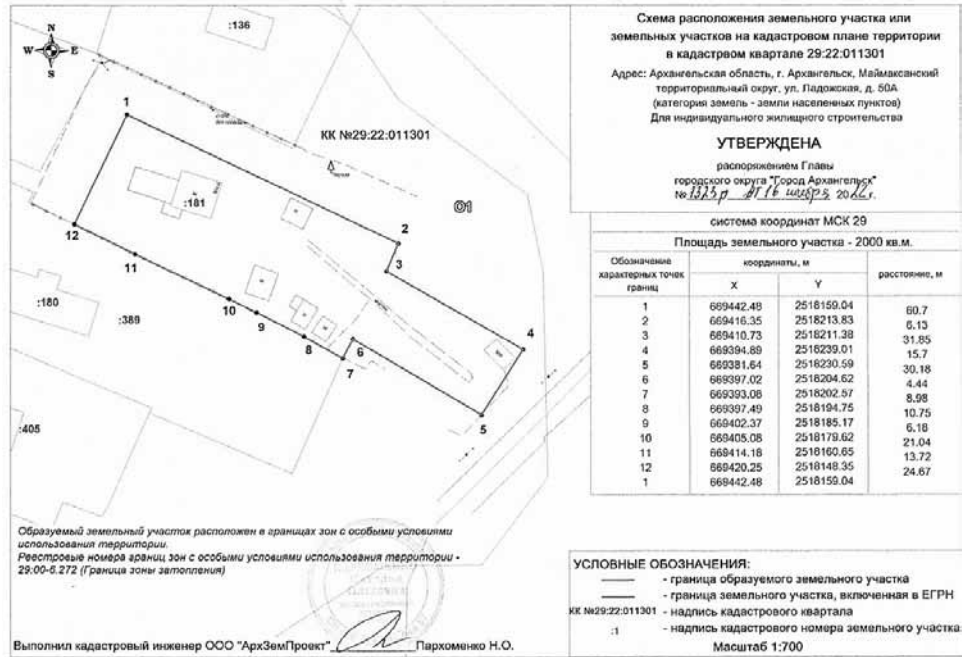 N
W E
S
:136
1
КК №29:22:011301
:181
О1
2
3
12
11
10
9
8
7
6
4
5
:180
:389
:405
Образуемый земельный участок расположен в границах зон с особыми условиями
использования территории.
Реестровые номера границ зон с особыми условиями использования территории -
29:00-6.272 (Граница зоны затопления)
Выполнил кадастровый инженер ООО "АрхЗемПроект" Пархоменко Н.О.
Схема расположения земельного участка или
земельных участков на кадастровом плане территории
в кадастрвом квартале 29:22:011301
Адрес: Архангельская область, г. Архангельск, Маймаксанский
территориальный округ, ул. Ладожская, д. 50А
(категория земель - земли населенных пунктов)
Для индивидуального жилищного строительства
УТВЕРЖДЕНА
распоряжением Главы
городского округа "Город Архангельск"
№ 1323р от 16 ноября 2022 г.
система координат МСК 29
Площадь земельного участка - 2000 кв.м.
Обозначение характерных точек границ координаты, м расстояние, м
X Y
1 669442.48 2518159.04
60.7
2 669416.35 2518213.83
6.13
3 669410.73 2518211.38
31.85
4 669394.89 2518239.01
15.7
5 669381.64 2518230.59
30.18
6 669397.02 2518204.62
4.44
7 669393.08 2518202.57
8.98
8 669397.49 2518194.75
10.75
9 669402.37 2518185.17
6.18
10 669405.08 2518179.62
21.04
11 669414.18 2518160.65
13.72
12 669420.25 2518148.35
24.67
1 669442.48 2518159.04
УСЛОВНЫЕ ОБОЗНАЧЕНИЯ:
- граница образуемого земельного участка
- граница земельного участка, включенная в ЕГРН
КК №29:22:011301 - надпись кадастрового квартала
:1 - надпись кадастрового номера земельного участка
Масштаб 1:700